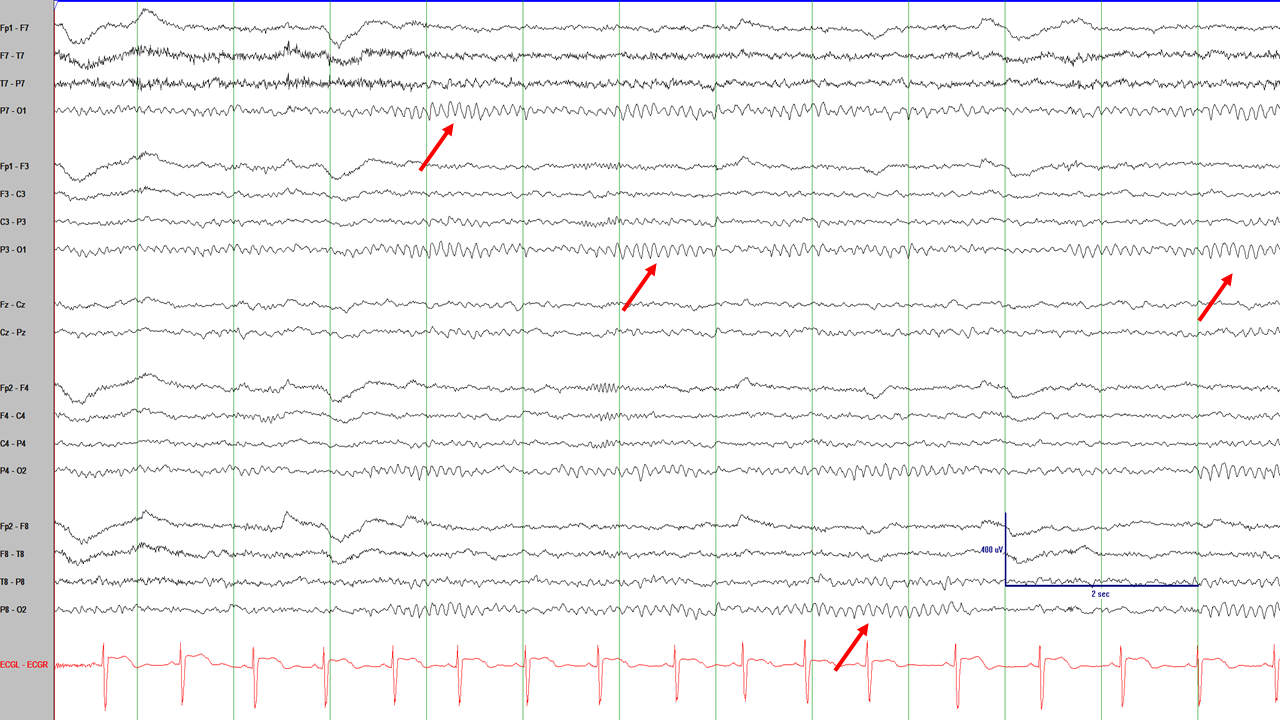 Fp1 - F7
F7 - T7
T7 - P7
P7 - O1
Fp1 - F3
F3 - C3
C3 - P3
P3 - O1
Fz - Cz
Cz - Pz
Fp2 - F4
F4 - C4
C4 - P4
P4 - O2
Fp2 - F8
F8 - T8
400 uV
T8 - P8
2 sec
P8 - O2
ECGL - ECGR